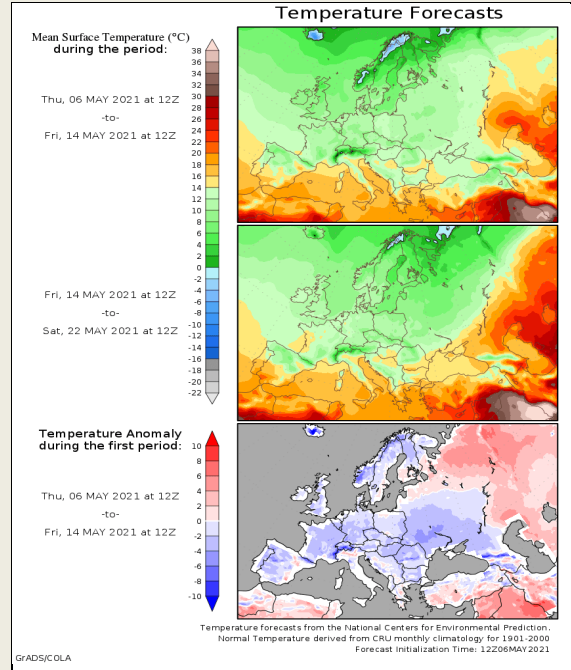 Temperature Forecasts
Mean Surface Temperature (°C)
during the period:
Thu, 06 MAY 2021 at 12Z
-to-
Fri, 14 MAY 2021 at 12Z
38
36
34
32
30
28
26
24
22
20
18
16
14
12
10
8
6
4
2
0
-2
-4
-6
-8
-10
-12
-14
-16
-18
-20
-22
Fri, 14 MAY 2021 at 12Z
-to-
Sat, 22 MAY 2021 at 12Z
Temperature Anomaly
during the first period:
Thu, 06 MAY 2021 at 12Z
-to-
Fri, 14 MAY 2021 at 12Z
10
8
6
4
2
0
-2
-4
-6
-8
-10
Temperature forecasts from the National Centers for Environmental Prediction.
Normal Temperature derived from CRU monthly climatology for 1901-2000
Forecast Initialization Time: 12Z06MAY2021
GrADS/COLA